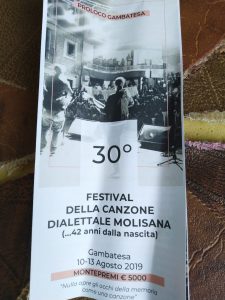 PROLOCO GAMBATESA
30°
FESTIVAL
DELLA CANZONE
DIALETTALE MOLISANA
(...42 anni dalla nascita)
Gambatesa
10-13 Agosto 2019
MONTEPREMI € 5000
"Nulla apre gli occhi della memoria
come una canzone"